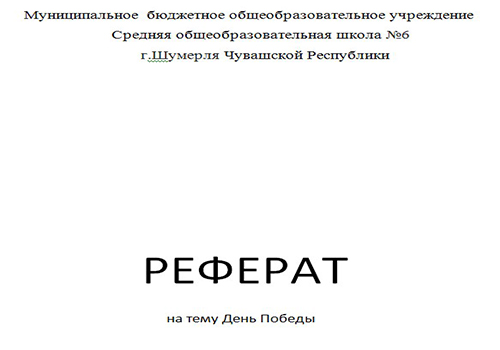 Муниципальное бюджетное общеобразовательное учреждение
Средняя общеобразовательная школа №6
г.Шумерля Чувашской Республики
РЕФЕРАТ
на тему День Победы